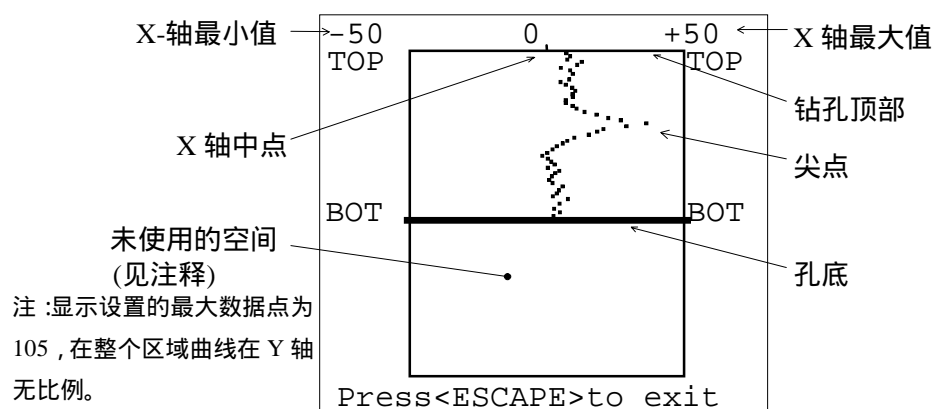 X-轴最小值
-50 0 +50
X 轴最大值
TOP TOP
钻孔顶部
X 轴中点
尖点
BOT BOT
未使用的空间
(见注释)
孔底
注:显示设置的最大数据点为
105 ,在整个区域曲线在 Y 轴
无比例。
Press<ESCAPE>to exit